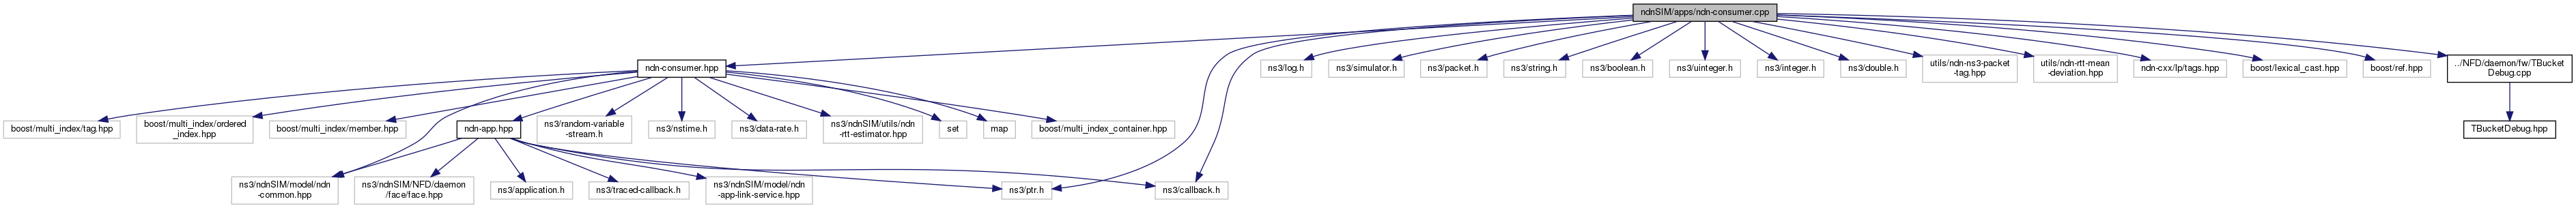 ndnSIM/apps/ndn-consumer.cpp
ndn-consumer.hpp
ns3/log.h
ns3/simulator.h
ns3/packet.h
ns3/string.h
ns3/boolean.h
ns3/uinteger.h
ns3/integer.h
ns3/double.h
utils/ndn-ns3-packet
-tag.hpp
utils/ndn-rtt-mean
-deviation.hpp
ndn-cxx/lp/tags.hpp
boost/lexical_cast.hpp
boost/ref.hpp
../NFD/daemon/fw/TBucket
Debug.cpp
boost/multi_index/tag.hpp
boost/multi_index/ordered
_index.hpp
boost/multi_index/member.hpp
ndn-app.hpp
ns3/random-variable
-stream.h
ns3/nstime.h
ns3/data-rate.h
ns3/ndnSIM/utils/ndn
-rtt-estimator.hpp
set
map
boost/multi_index_container.hpp
TBucketDebug.hpp
ns3/ndnSIM/model/ndn
-common.hpp
ns3/ndnSIM/NFD/daemon
/face/face.hpp
ns3/application.h
ns3/traced-callback.h
ns3/ndnSIM/model/ndn
-app-link-service.hpp
ns3/ptr.h
ns3/callback.h